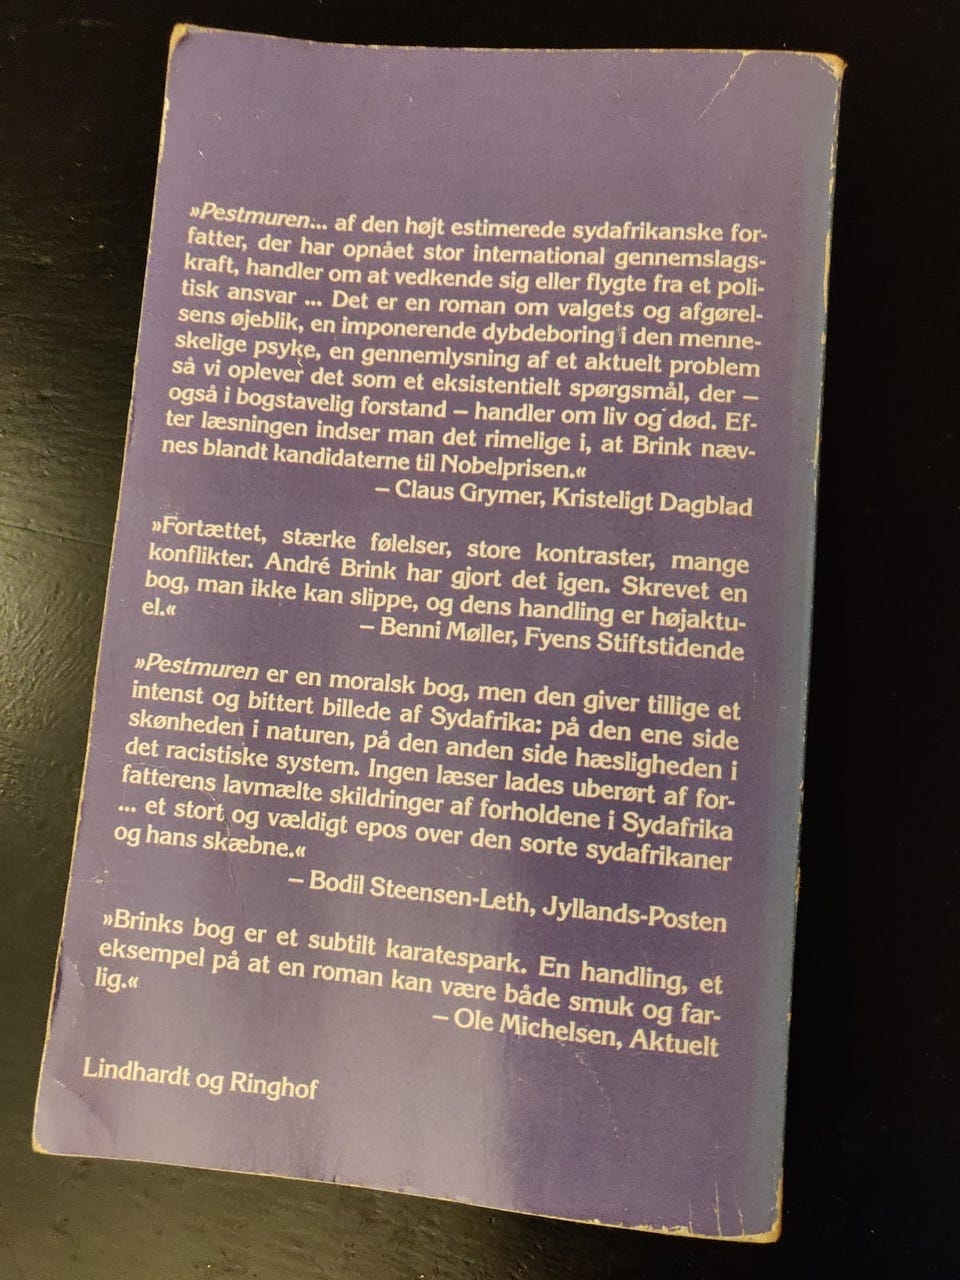 »Pestmuren... af den højt estimerede sydafrikanske for-
fatter, der har opnået stor international gennemslags-
kraft, handler om at vedkende sig eller flygte fra et poli-
tisk ansvar ... Det er en roman om valgets og afgørel-
sens øjeblik, en imponerende dybdeboring i den menne-
skelige psyke, en gennemlysning af et aktuelt problem
så vi oplever det som et eksistentielt spørgsmål, der –
også i bogstavelig forstand – handler om liv og død. Ef-
ter læsningen indser man det rimelige i, at Brink næv-
nes blandt kandidaterne til Nobelprisen.«
– Claus Grymer, Kristeligt Dagblad
»Fortættet, stærke følelser, store kontraster, mange
konflikter. André Brink har gjort det igen. Skrevet en
bog, man ikke kan slippe, og dens handling er højaktu-
el.«
– Benni Møller, Fyens Stiftstidende
»Pestmuren er en moralsk bog, men den giver tillige et
intenst og bittert billede af Sydafrika: på den ene side
skønheden i naturen, på den anden side hæsligheden i
det racistiske system. Ingen læser lades uberørt af for-
fatterens lavmælte skildringer af forholdene i Sydafrika
... et stort og vældigt epos over den sorte sydafrikaner
og hans skæbne.«
– Bodil Steensen-Leth, Jyllands-Posten
»Brinks bog er et subtilt karatespark. En handling, et
eksempel på at en roman kan være både smuk og far-
lig.«
– Ole Michelsen, Aktuelt
Lindhardt og Ringhof